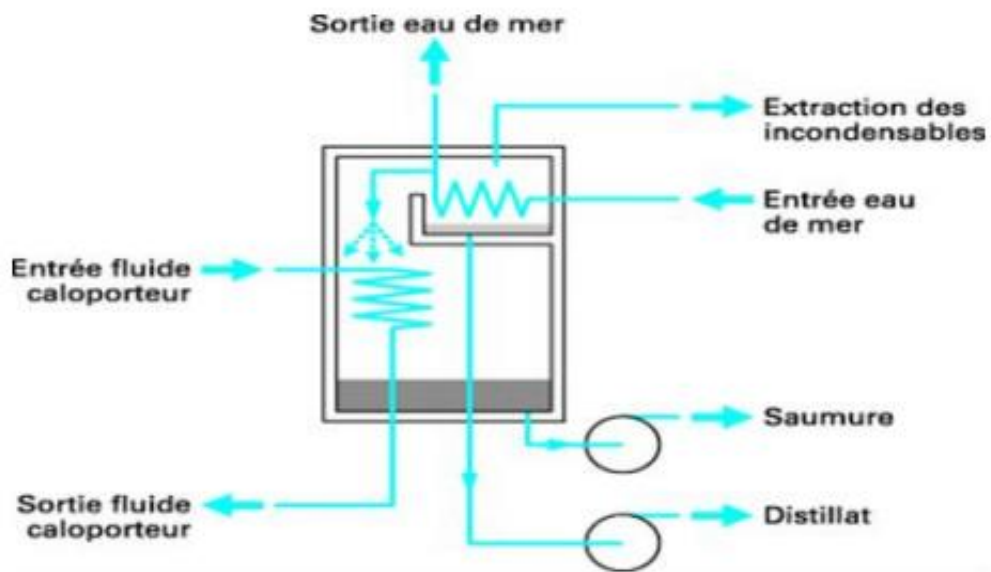 Sortie eau de mer
Extraction des
incondensables
Entrée eau
de mer
Entrée fluide
caloporteur
Saumure
Sortie fluide
caloporteur
Distillat